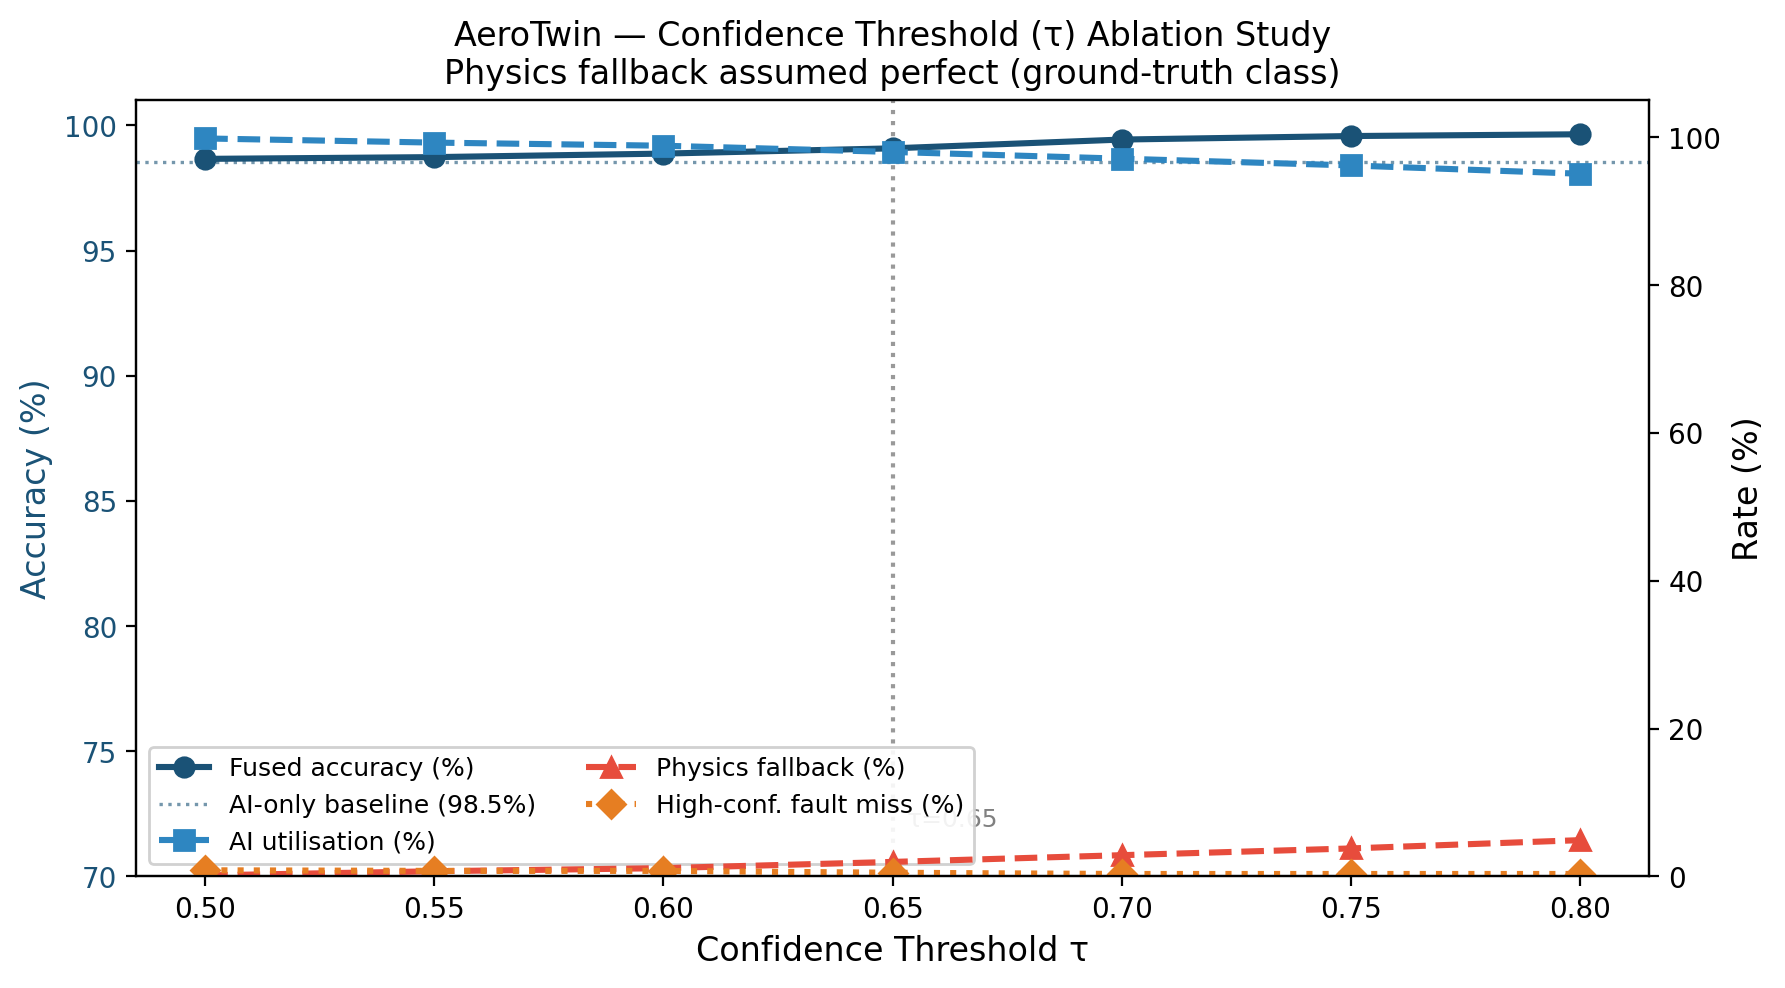 AeroTwin — Confidence Threshold (τ) Ablation Study
Physics fallback assumed perfect (ground-truth class)
Accuracy (%)
100
95
90
85
80
75
70
Rate (%)
100
80
60
40
20
0
Fused accuracy (%)
AI-only baseline (98.5%)
AI utilisation (%)
Physics fallback (%)
High-conf. fault miss (%)
τ=0.65
0.50 0.55 0.60 0.65 0.70 0.75 0.80
Confidence Threshold τ